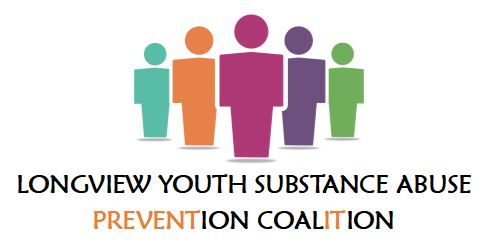 LONGVIEW YOUTH SUBSTANCE ABUSE
PREVENTION COALITION